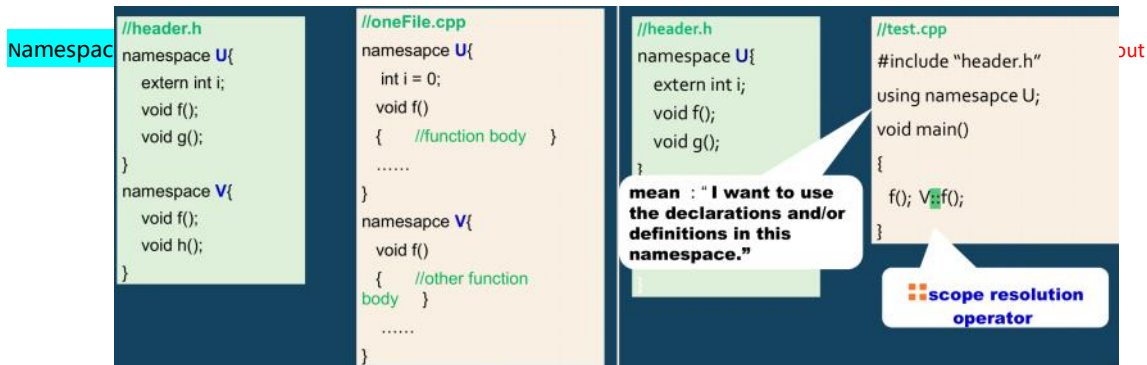 Namespac
//header.h
namespace U{
extern int i;
void f();
void g();
}
namespace V{
void f();
void h();
}
//oneFile.cpp
namesapce U{
int i = 0;
void f()
{ //function body }
……
}
namesapce V{
void f()
{ //other function
body }
……
}
//header.h
namespace U{
extern int i;
void f();
void g();
}
mean : “ I want to use
the declarations and/or
definitions in this
namespace.”
}
//test.cpp
#include “header.h”
using namesapce U;
void main()
{
f(); V::f();
}
::scope resolution
operator
out